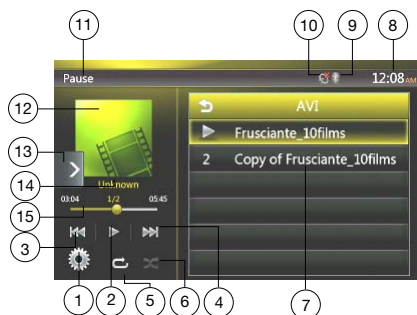 11
10
9
8
Pause
12:08 AM
12
AVI
Frusciante_10films
13
2 Copy of Frusciante_10films
14
Unknown
15
03:04 1/2 05:45
3
1
2
5
6
4
7